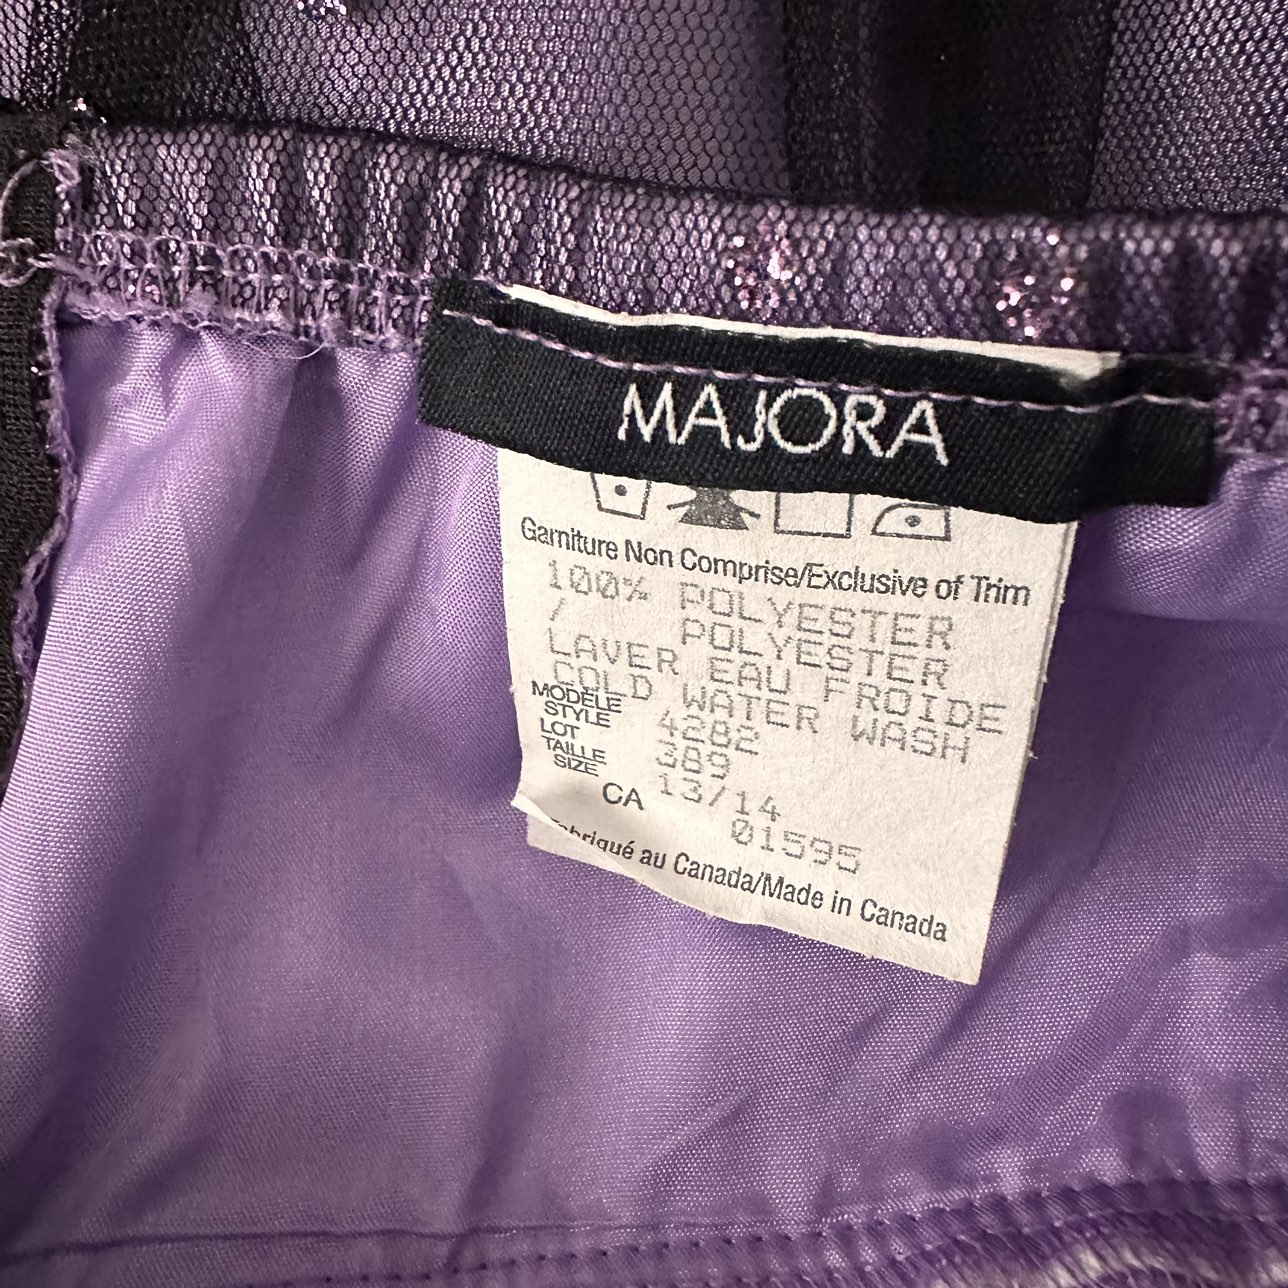 MAJORA
Garniture Non Comprise/Exclusive of Trim
100% POLYESTER
/ POLYESTER
LAVER EAU FROIDE
COLD WATER WASH
MODÈLE
STYLE 4282
LOT 389
TAILLE
SIZE 13/14
CA 01595
Fabriqué au Canada/Made in Canada